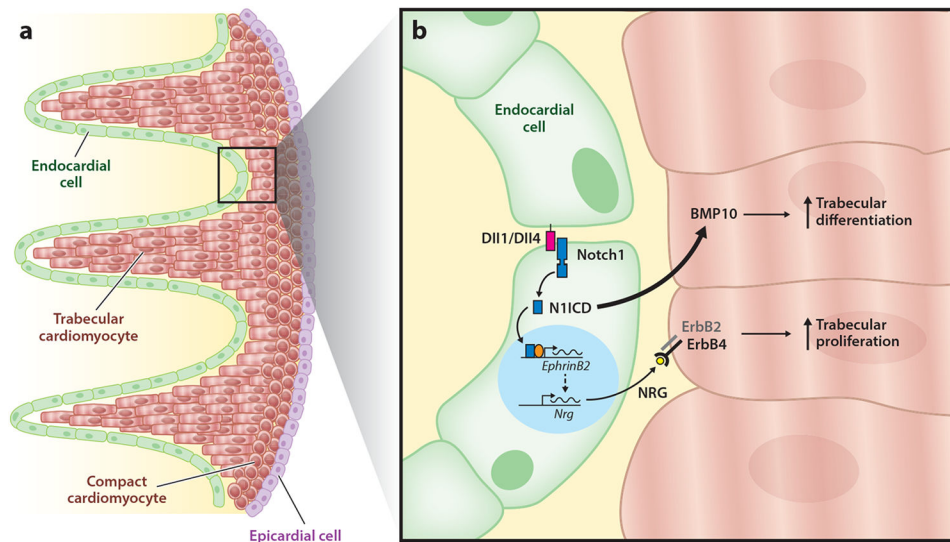 a
Endocardial
cell
Trabecular
cardiomyocyte
Compact
cardiomyocyte
Epicardial cell
b
Endocardial
cell
Dll1/Dll4
Notch1
N1ICD
EphrinB2
Nrg
NRG
BMP10
↑ Trabecular
differentiation
ErbB2
ErbB4
↑ Trabecular
proliferation